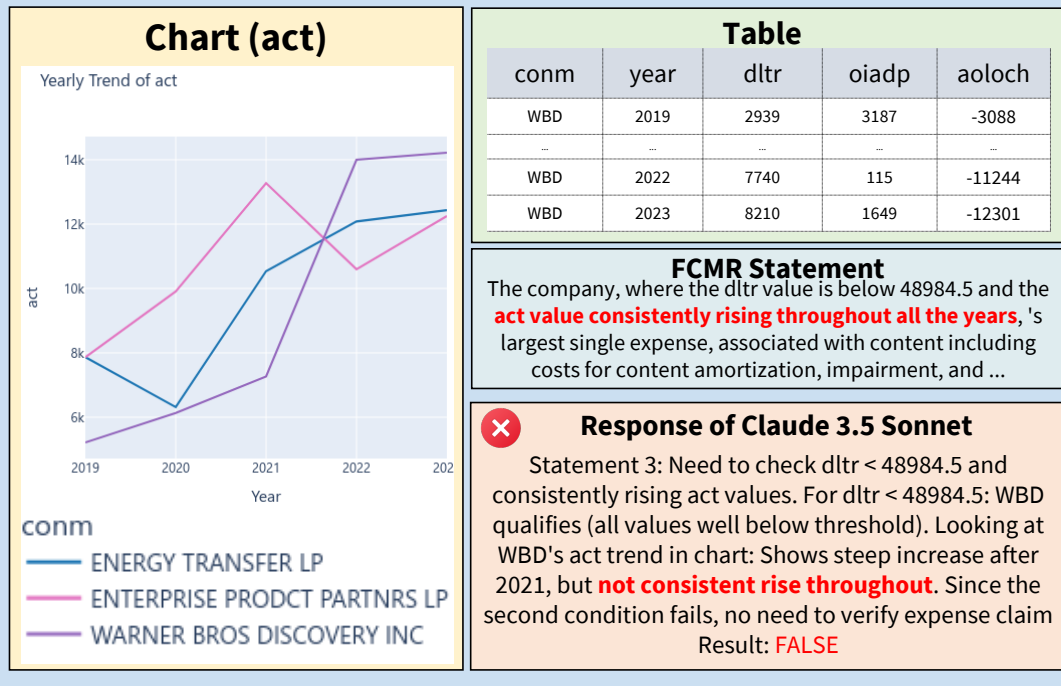 Chart (act)
Yearly Trend of act
14k
12k
10k
8k
6k
act
2019 2020 2021 2022 202
Year
conm
ENERGY TRANSFER LP
ENTERPRISE PRODCT PARTNRS LP
WARNER BROS DISCOVERY INC
Table
conm year dltr oiadp aoloch
WBD 2019 2939 3187 -3088
... ... ... ... ...
WBD 2022 7740 115 -11244
WBD 2023 8210 1649 -12301
FCMR Statement
The company, where the dltr value is below 48984.5 and the
act value consistently rising throughout all the years, 's
largest single expense, associated with content including
costs for content amortization, impairment, and ...
Response of Claude 3.5 Sonnet
Statement 3: Need to check dltr < 48984.5 and
consistently rising act values. For dltr < 48984.5: WBD
qualifies (all values well below threshold). Looking at
WBD's act trend in chart: Shows steep increase after
2021, but not consistent rise throughout. Since the
second condition fails, no need to verify expense claim
Result: FALSE